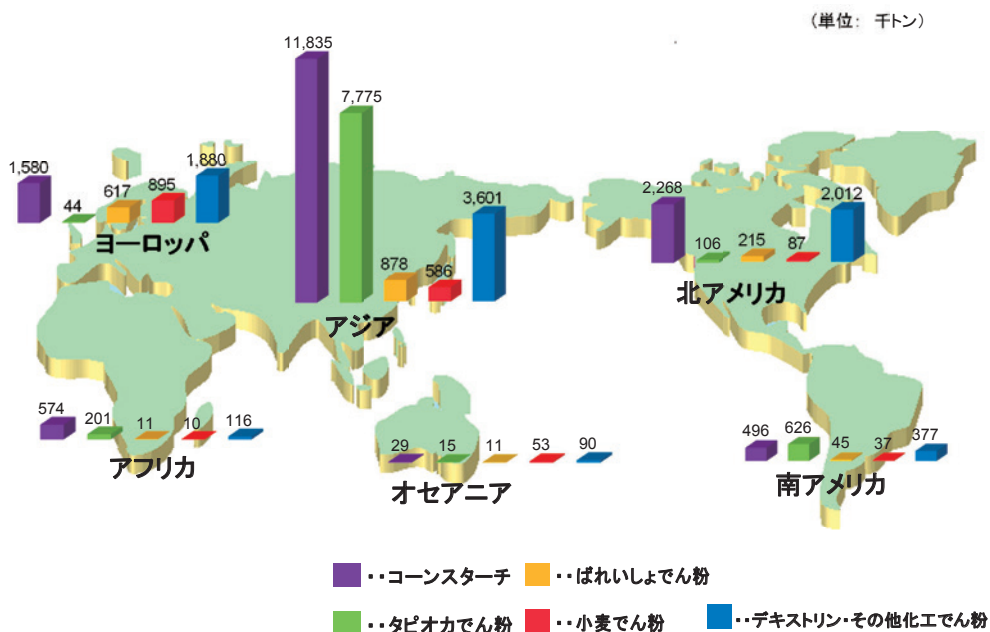 (単位: 千トン)
11,835
7,775
878
586
3,601
アジア
1,580
44
617
895
1,880
ヨーロッパ
2,268
106
215
87
2,012
北アメリカ
574
201
11
10
116
アフリカ
29
15
11
53
90
オセアニア
496
626
45
37
377
南アメリカ
・・コーンスターチ
・・ばれいしょでん粉
・・タピオカでん粉
・・小麦でん粉
・・デキストリン・その他化工でん粉